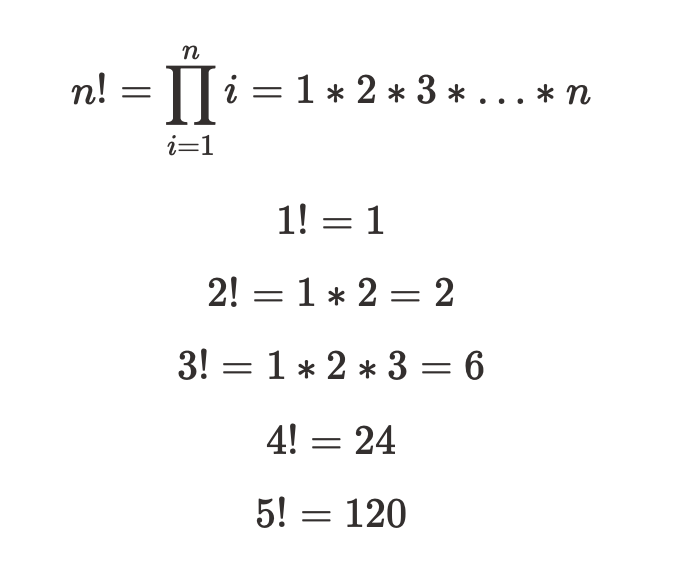 n! = ∏_{i=1}^{n} i = 1 * 2 * 3 * ... * n
1! = 1
2! = 1 * 2 = 2
3! = 1 * 2 * 3 = 6
4! = 24
5! = 120